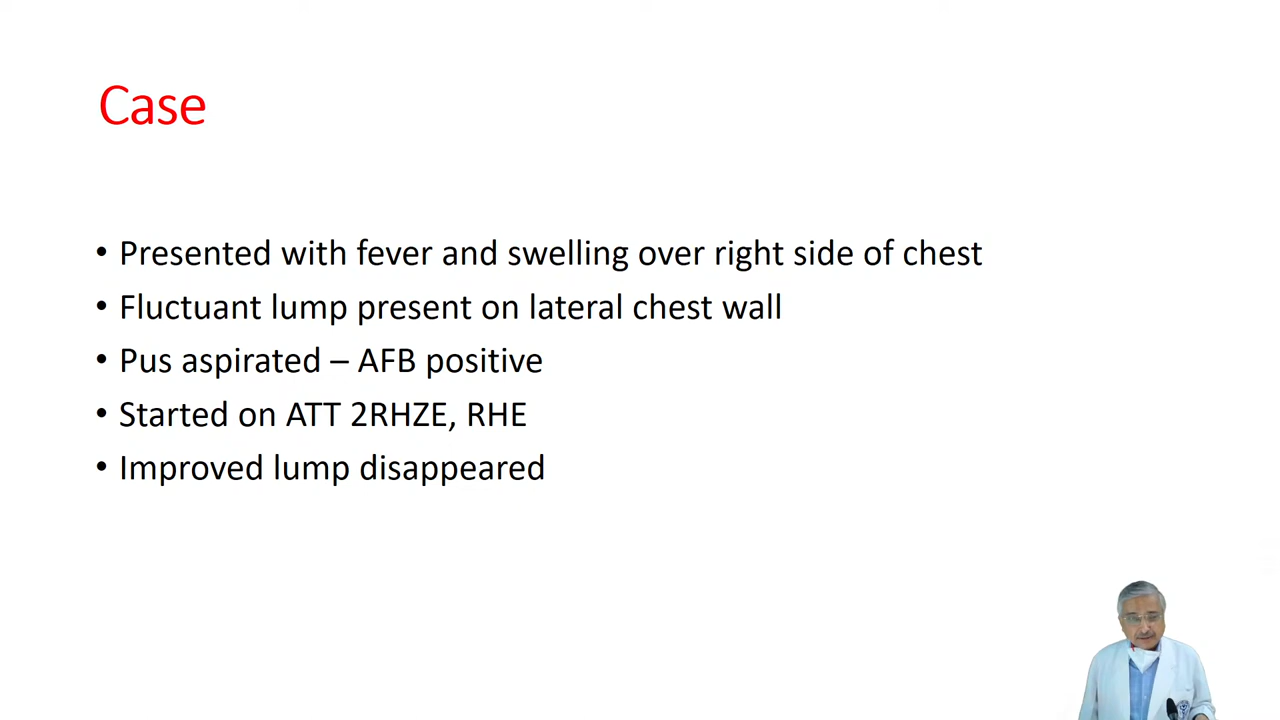 Case
• Presented with fever and swelling over right side of chest
• Fluctuant lump present on lateral chest wall
• Pus aspirated – AFB positive
• Started on ATT 2RHZE, RHE
• Improved lump disappeared